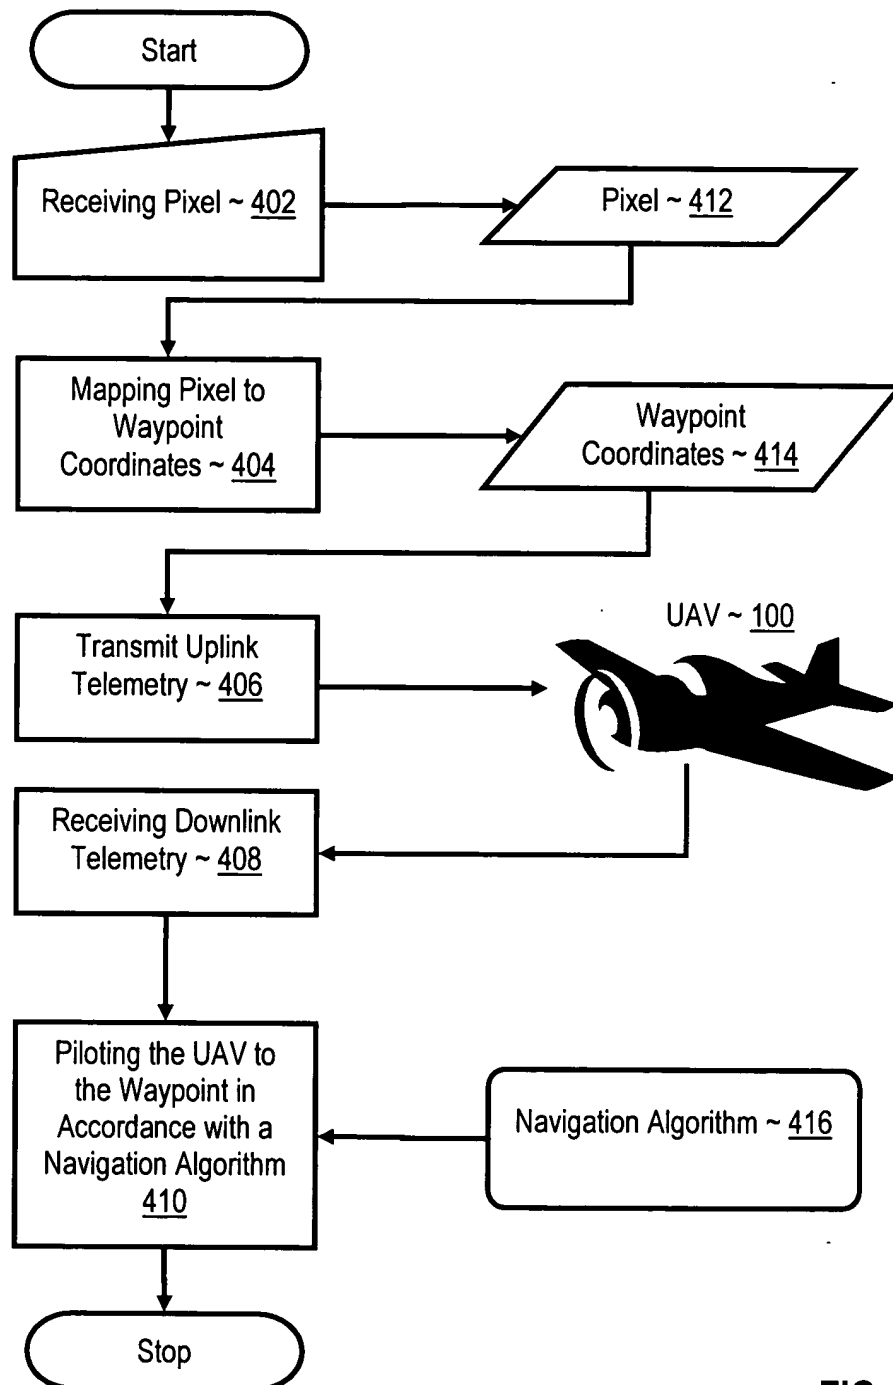 Start
Receiving Pixel ~ 402
Pixel ~ 412
Mapping Pixel to
Waypoint
Coordinates ~ 404
Waypoint
Coordinates ~ 414
UAV ~ 100
Transmit Uplink
Telemetry ~ 406
Receiving Downlink
Telemetry ~ 408
Piloting the UAV to
the Waypoint in
Accordance with a
Navigation Algorithm
410
Navigation Algorithm ~ 416
Stop